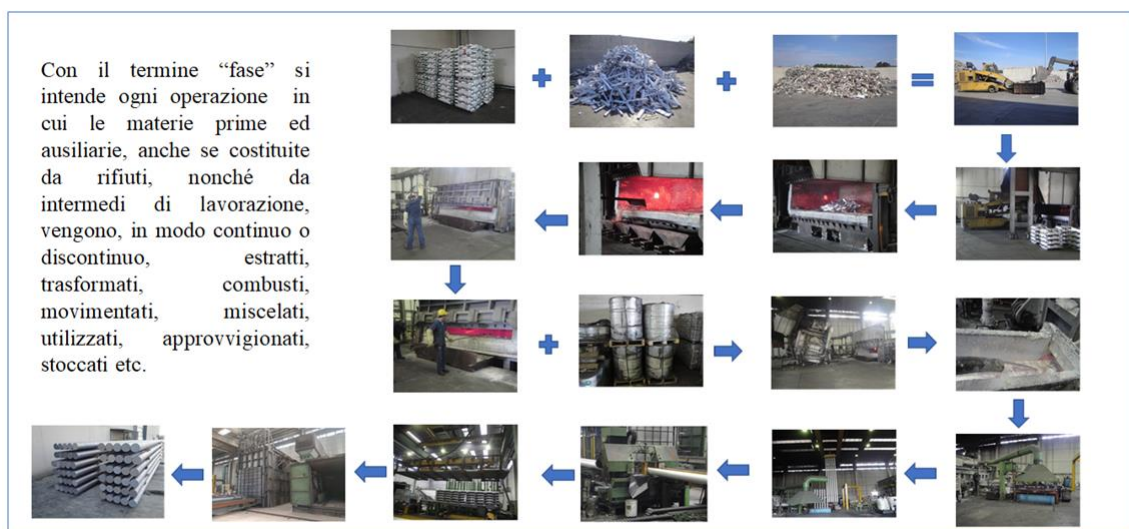 Con il termine “fase” si
intende ogni operazione in
cui le materie prime ed
ausiliarie, anche se costituite
da rifiuti, nonché da
intermedi di lavorazione,
vengono, in modo continuo o
discontinuo, estratti,
trasformati, combusti,
movimentati, miscelati,
utilizzati, approvvigionati,
stoccati etc.